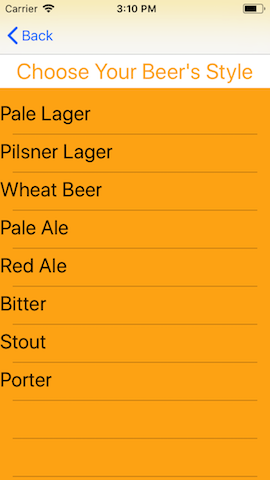 Carrier 3:10 PM
Back
Choose Your Beer's Style
Pale Lager
Pilsner Lager
Wheat Beer
Pale Ale
Red Ale
Bitter
Stout
Porter